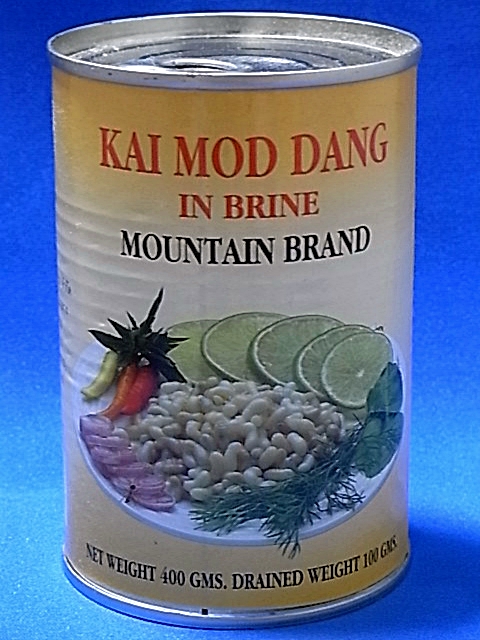 KAI MOD DANG
IN BRINE
MOUNTAIN BRAND
NET WEIGHT 400 GMS. DRAINED WEIGHT 100 GMS.